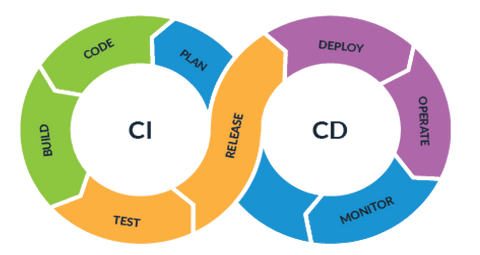 CODE
PLAN
BUILD
CI
TEST
RELEASE
DEPLOY
CD
OPERATE
MONITOR